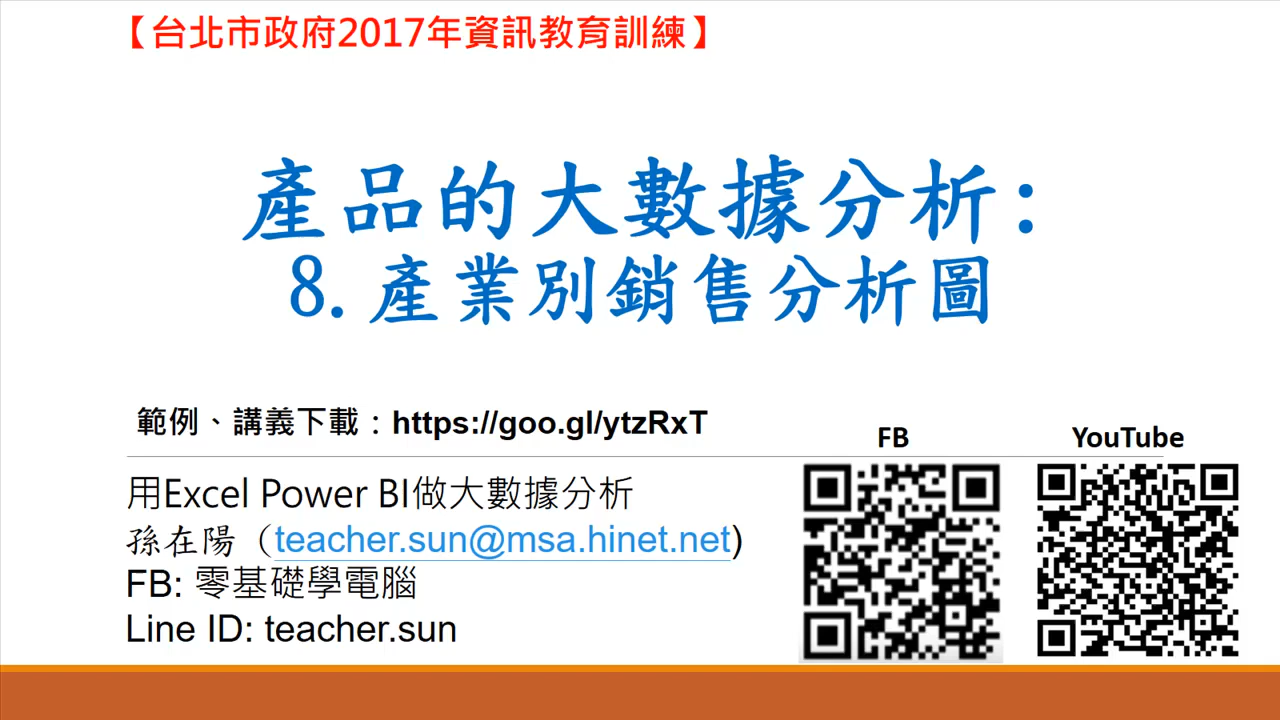 【台北市政府2017年資訊教育訓練】
產品的大數據分析:
8.產業別銷售分析圖
範例、講義下載：https://goo.gl/ytzRxT
FB
YouTube
用Excel Power BI做大數據分析
孫在陽（teacher.sun@msa.hinet.net)
FB: 零基礎學電腦
Line ID: teacher.sun